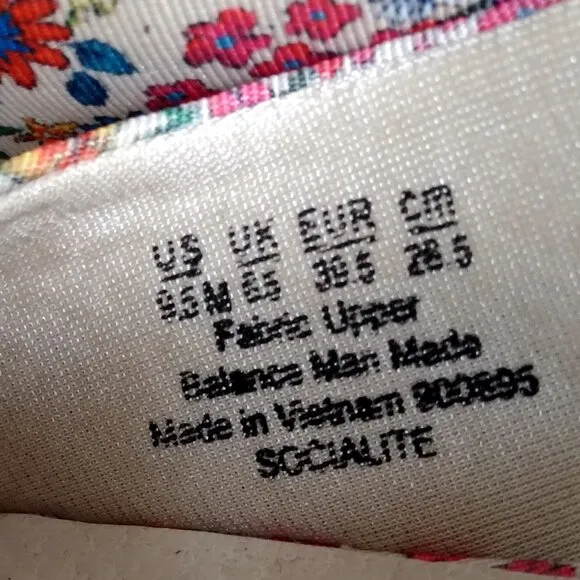 US UK EUR cm
9.5 M 6.5 39.5 26.5
Fabric Upper
Balance Man Made
Made in Vietnam 900695
SOCIALITE